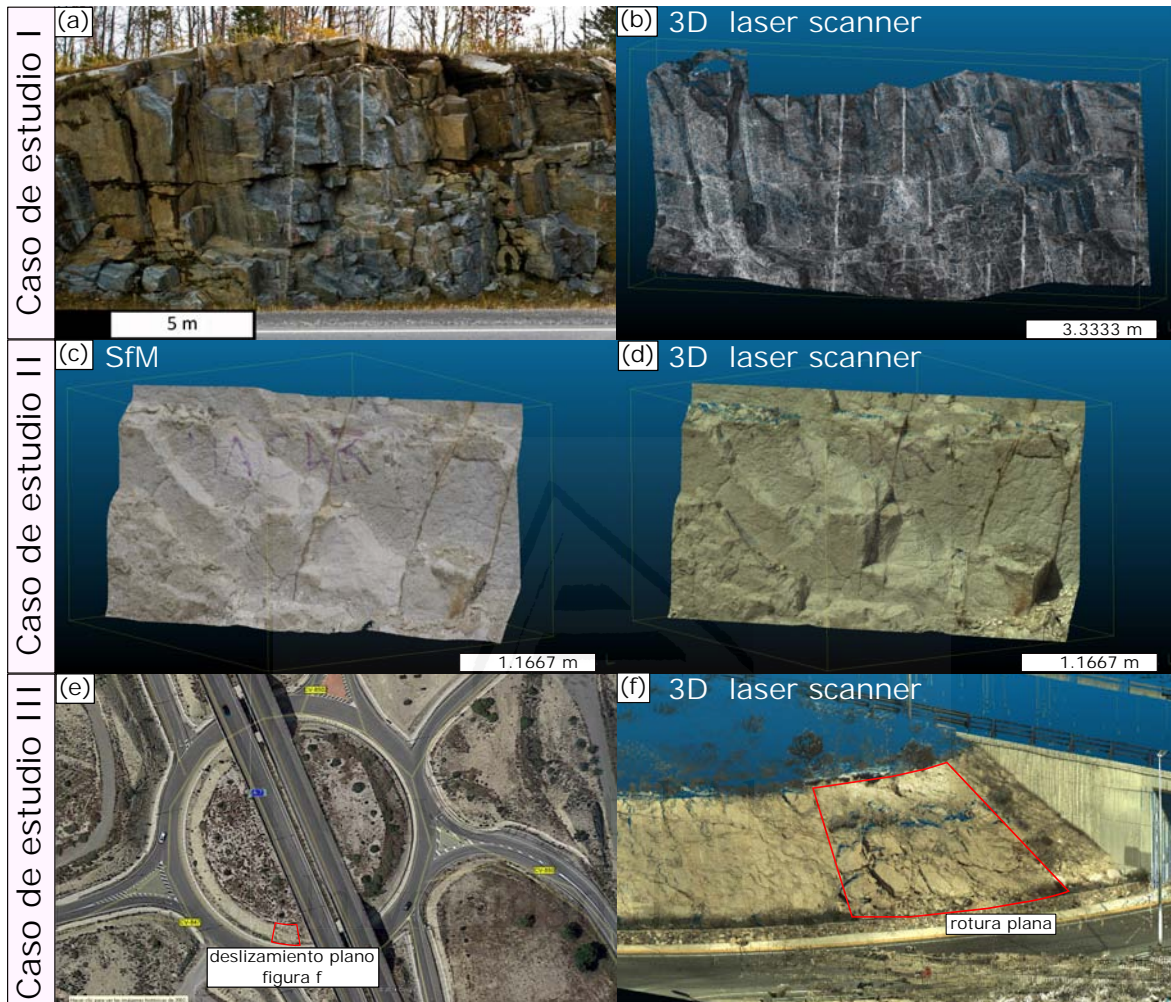 Caso de estudio I
(a)
5 m
(b) 3D laser scanner
3.3333 m
Caso de estudio II
(c) SfM
1.1667 m
(d) 3D laser scanner
1.1667 m
Caso de estudio III
(e)
A-7
deslizamiento plano
figura f
(f) 3D laser scanner
rotura plana